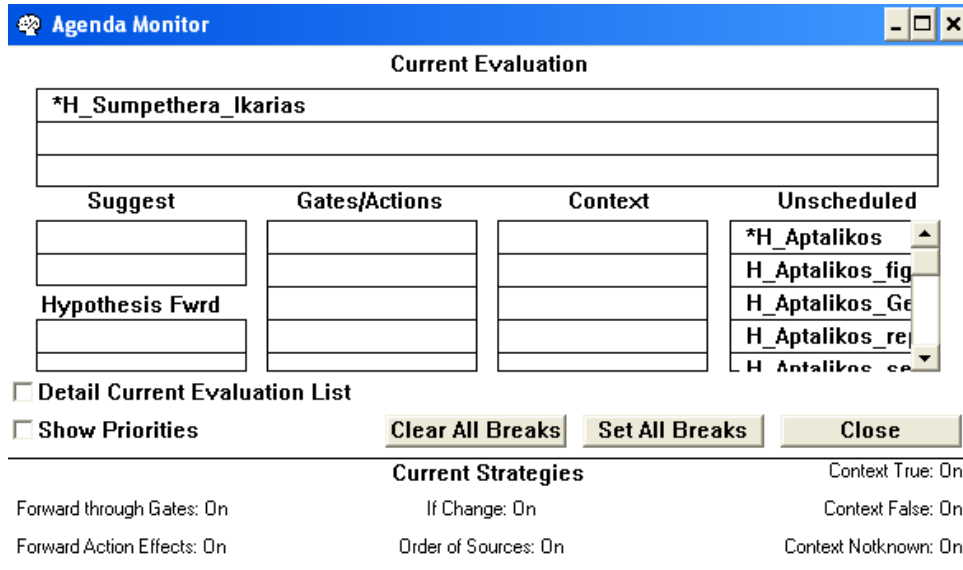 Agenda Monitor
Current Evaluation
*H_Sumpethera_Ikarias
Suggest
Gates/Actions
Context
Unscheduled
*H_Aptalikos
H_Aptalikos_fig
H_Aptalikos_Ge
Hypothesis Fwrd
H_Aptalikos_rep
H_Aptalikos_se
Detail Current Evaluation List
Show Priorities
Clear All Breaks
Set All Breaks
Close
Current Strategies
Context True: On
Forward through Gates: On
If Change: On
Context False: On
Forward Action Effects: On
Order of Sources: On
Context Notknown: On